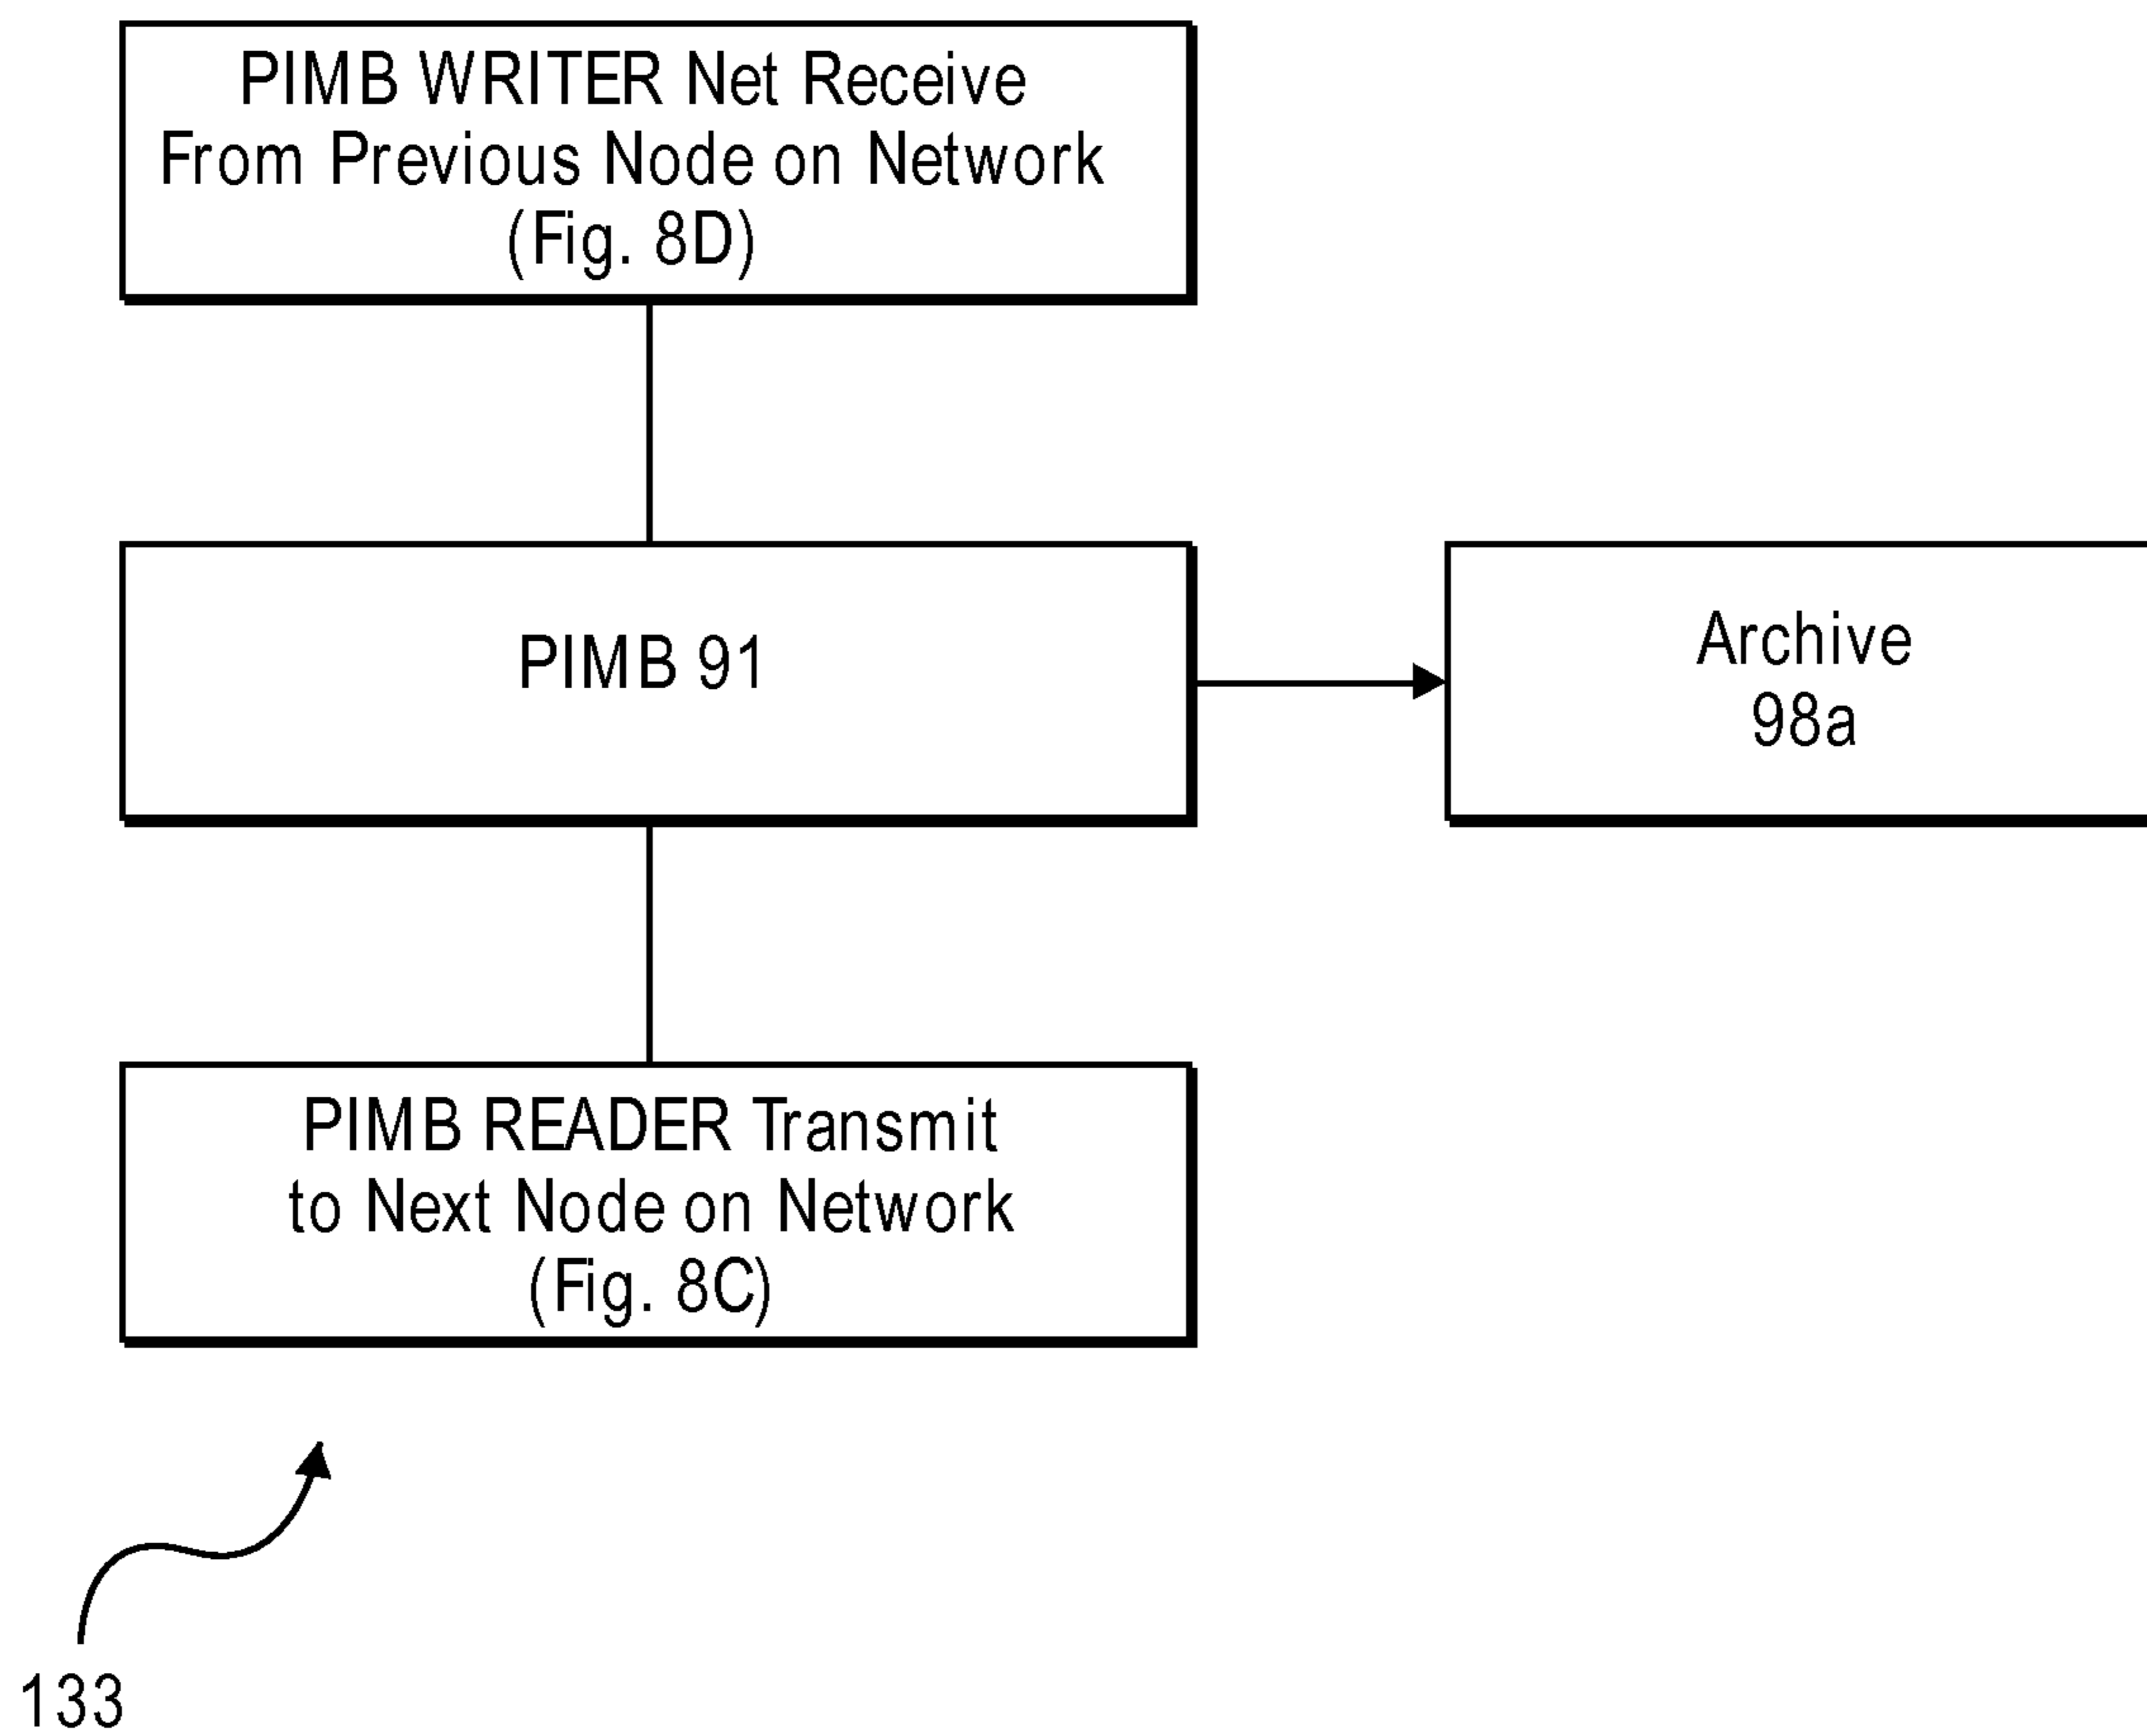 PIMB WRITER Net Receive
From Previous Node on Network
(Fig. 8D)
PIMB 91
Archive
98a
PIMB READER Transmit
to Next Node on Network
(Fig. 8C)
133